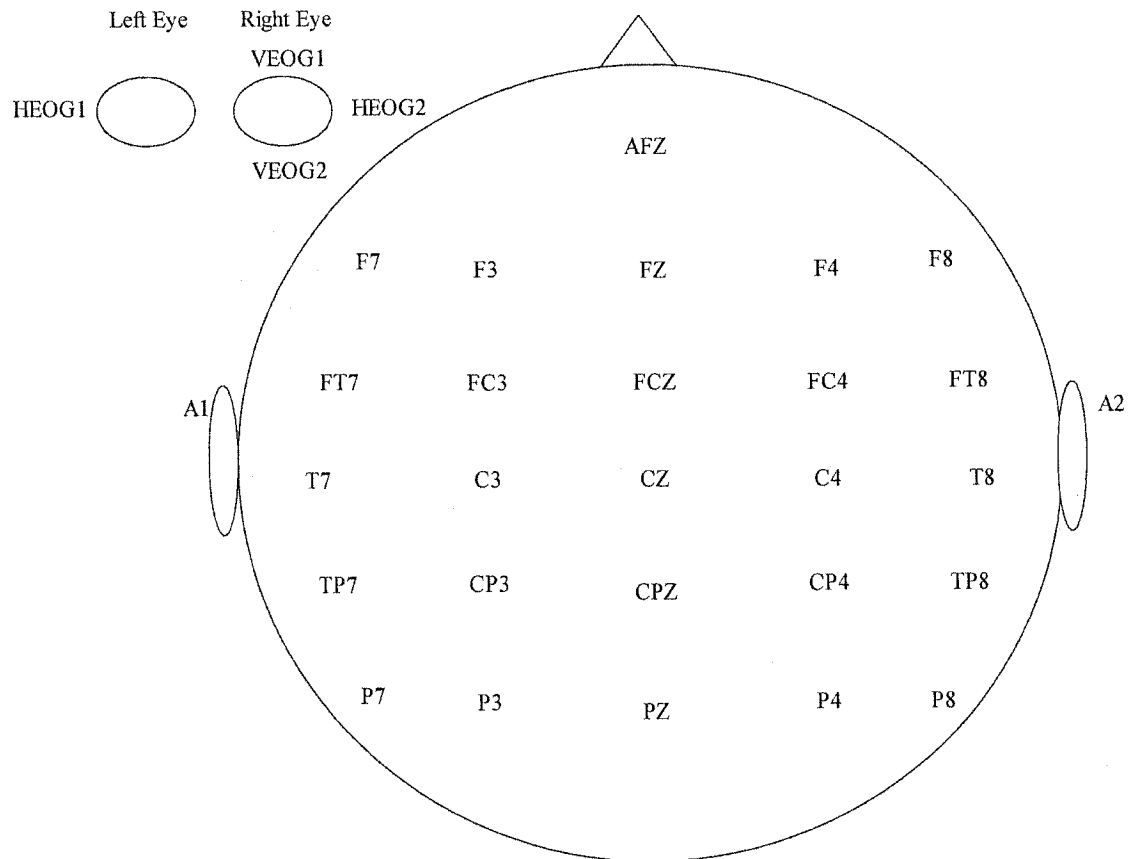 Left Eye Right Eye
VEOG1
HEOG1 HEOG2
VEOG2
AFZ
F7 F3 FZ F4 F8
FT7 FC3 FCZ FC4 FT8
A1 A2
T7 C3 CZ C4 T8
TP7 CP3 CPZ CP4 TP8
P7 P3 PZ P4 P8